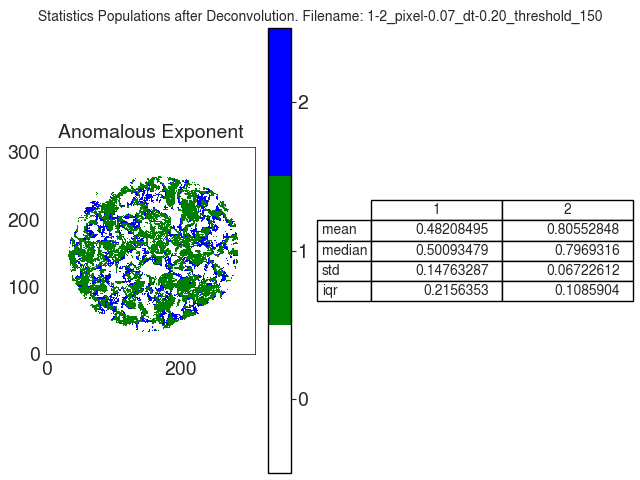 Statistics Populations after Deconvolution. Filename: 1-2_pixel-0.07_dt-0.20_threshold_150
Anomalous Exponent
300
200
100
0
0 200
2
1
0
1 2
mean 0.48208495 0.80552848
median 0.50093479 0.7969316
std 0.14763287 0.06722612
iqr 0.2156353 0.1085904